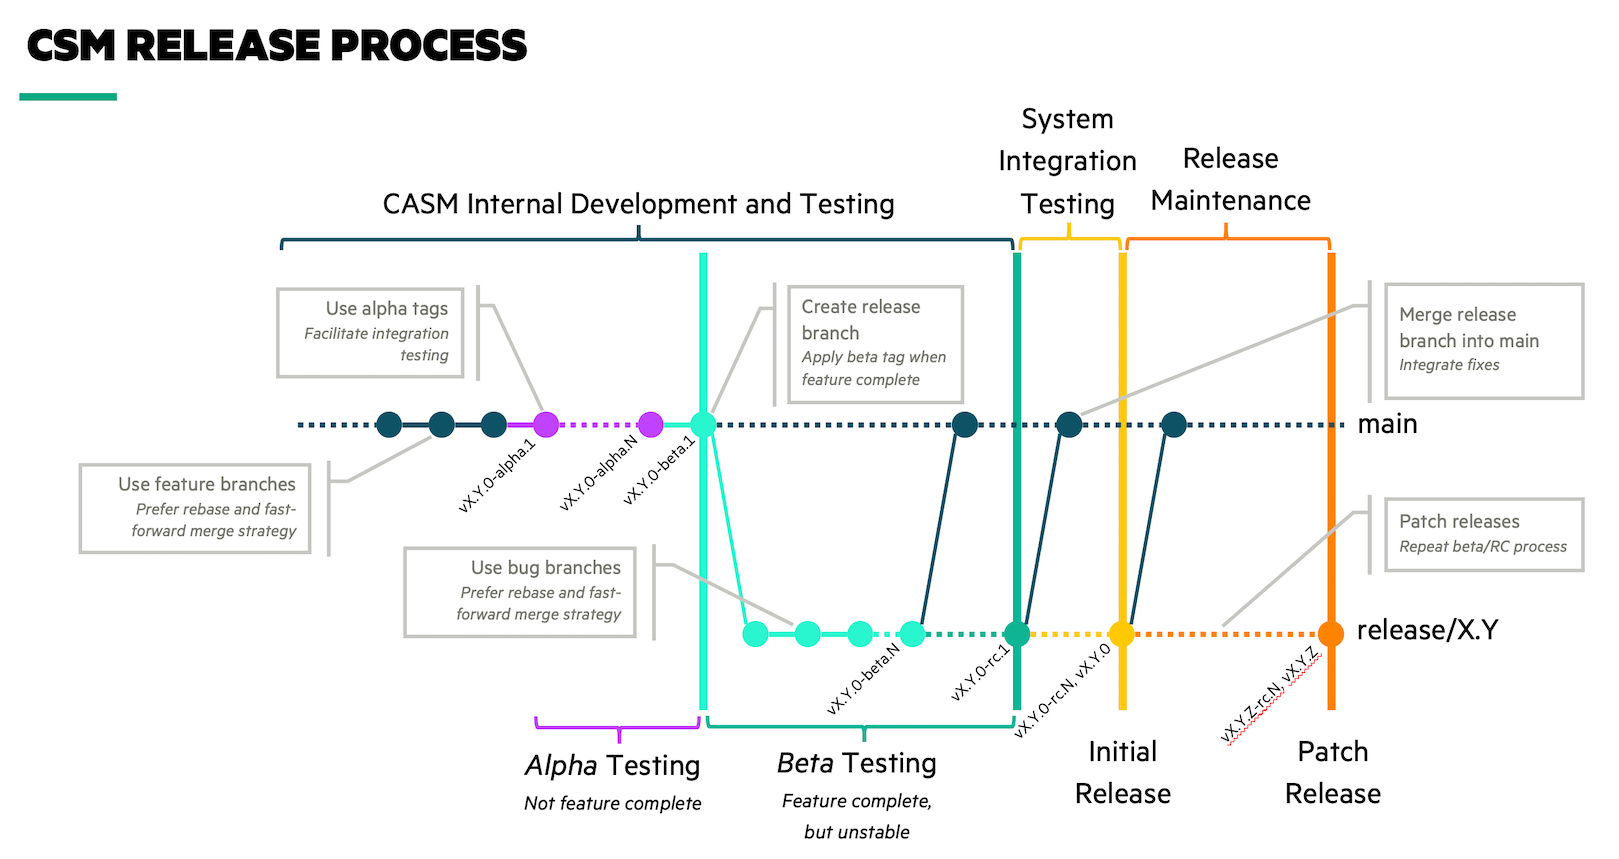 CSM RELEASE PROCESS
System
Integration
Testing
Release
Maintenance
CASM Internal Development and Testing
Use alpha tags
Facilitate integration
testing
Create release
branch
Apply beta tag when
feature complete
Merge release
branch into main
Integrate fixes
main
Use feature branches
Prefer rebase and fast-
forward merge strategy
vX.Y.0-alpha.1
vX.Y.0-alpha.N
vX.Y.0-beta.1
Use bug branches
Prefer rebase and fast-
forward merge strategy
Patch releases
Repeat beta/RC process
release/X.Y
vX.Y.0-beta.N
vX.Y.0-rc.1
vX.Y.0-rc.N, vX.Y.0
vX.Y.Z-rc.N, vX.Y.Z
Alpha Testing
Not feature complete
Beta Testing
Feature complete,
but unstable
Initial
Release
Patch
Release